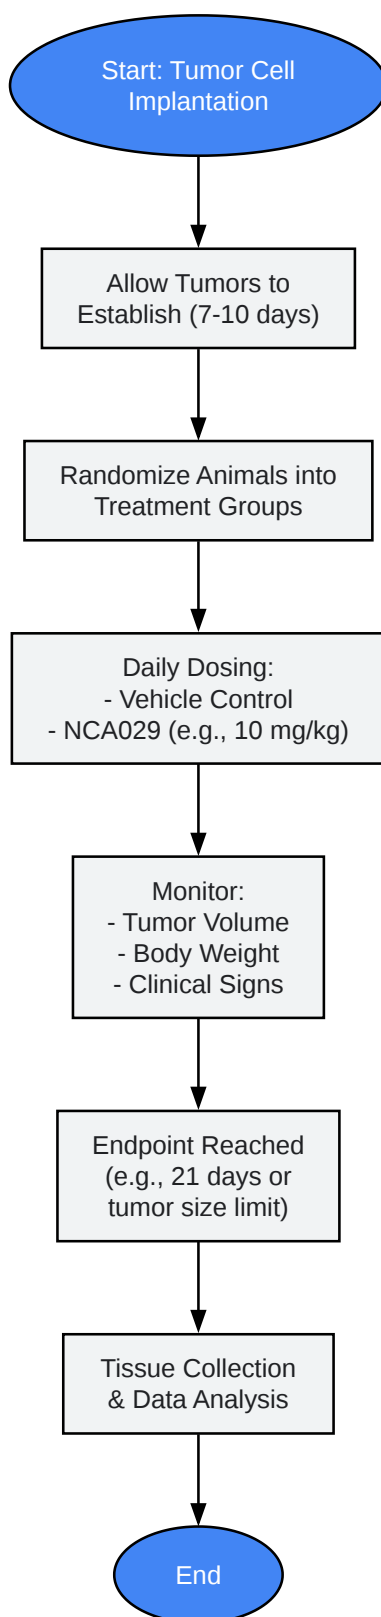 Start: Tumor Cell
Implantation
Allow Tumors to
Establish (7-10 days)
Randomize Animals into
Treatment Groups
Daily Dosing:
- Vehicle Control
- NCA029 (e.g., 10 mg/kg)
Monitor:
- Tumor Volume
- Body Weight
- Clinical Signs
Endpoint Reached
(e.g., 21 days or
tumor size limit)
Tissue Collection
& Data Analysis
End